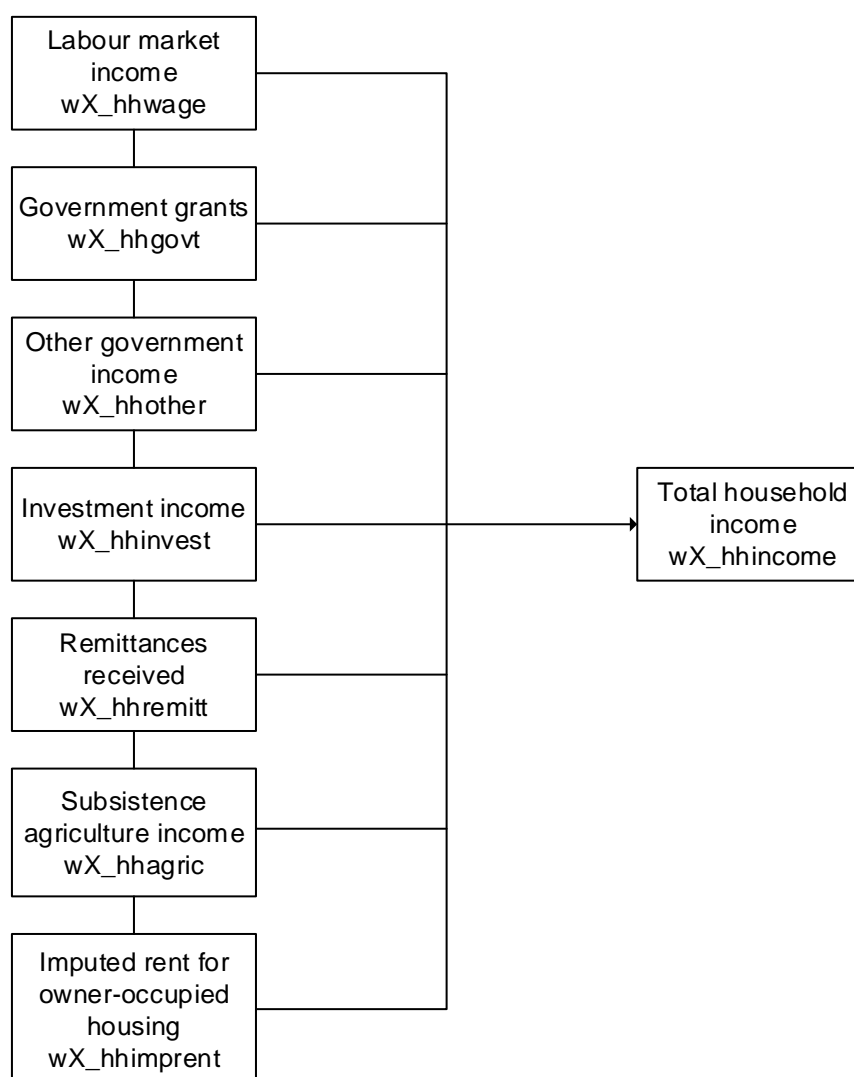 Labour market
income
wX_hhwage
Government grants
wX_hhgovt
Other government
income
wX_hhother
Investment income
wX_hhinvest
Remittances
received
wX_hhremitt
Subsistence
agriculture income
wX_hhagric
Imputed rent for
owner-occupied
housing
wX_hhimprent
Total household
income
wX_hhincome